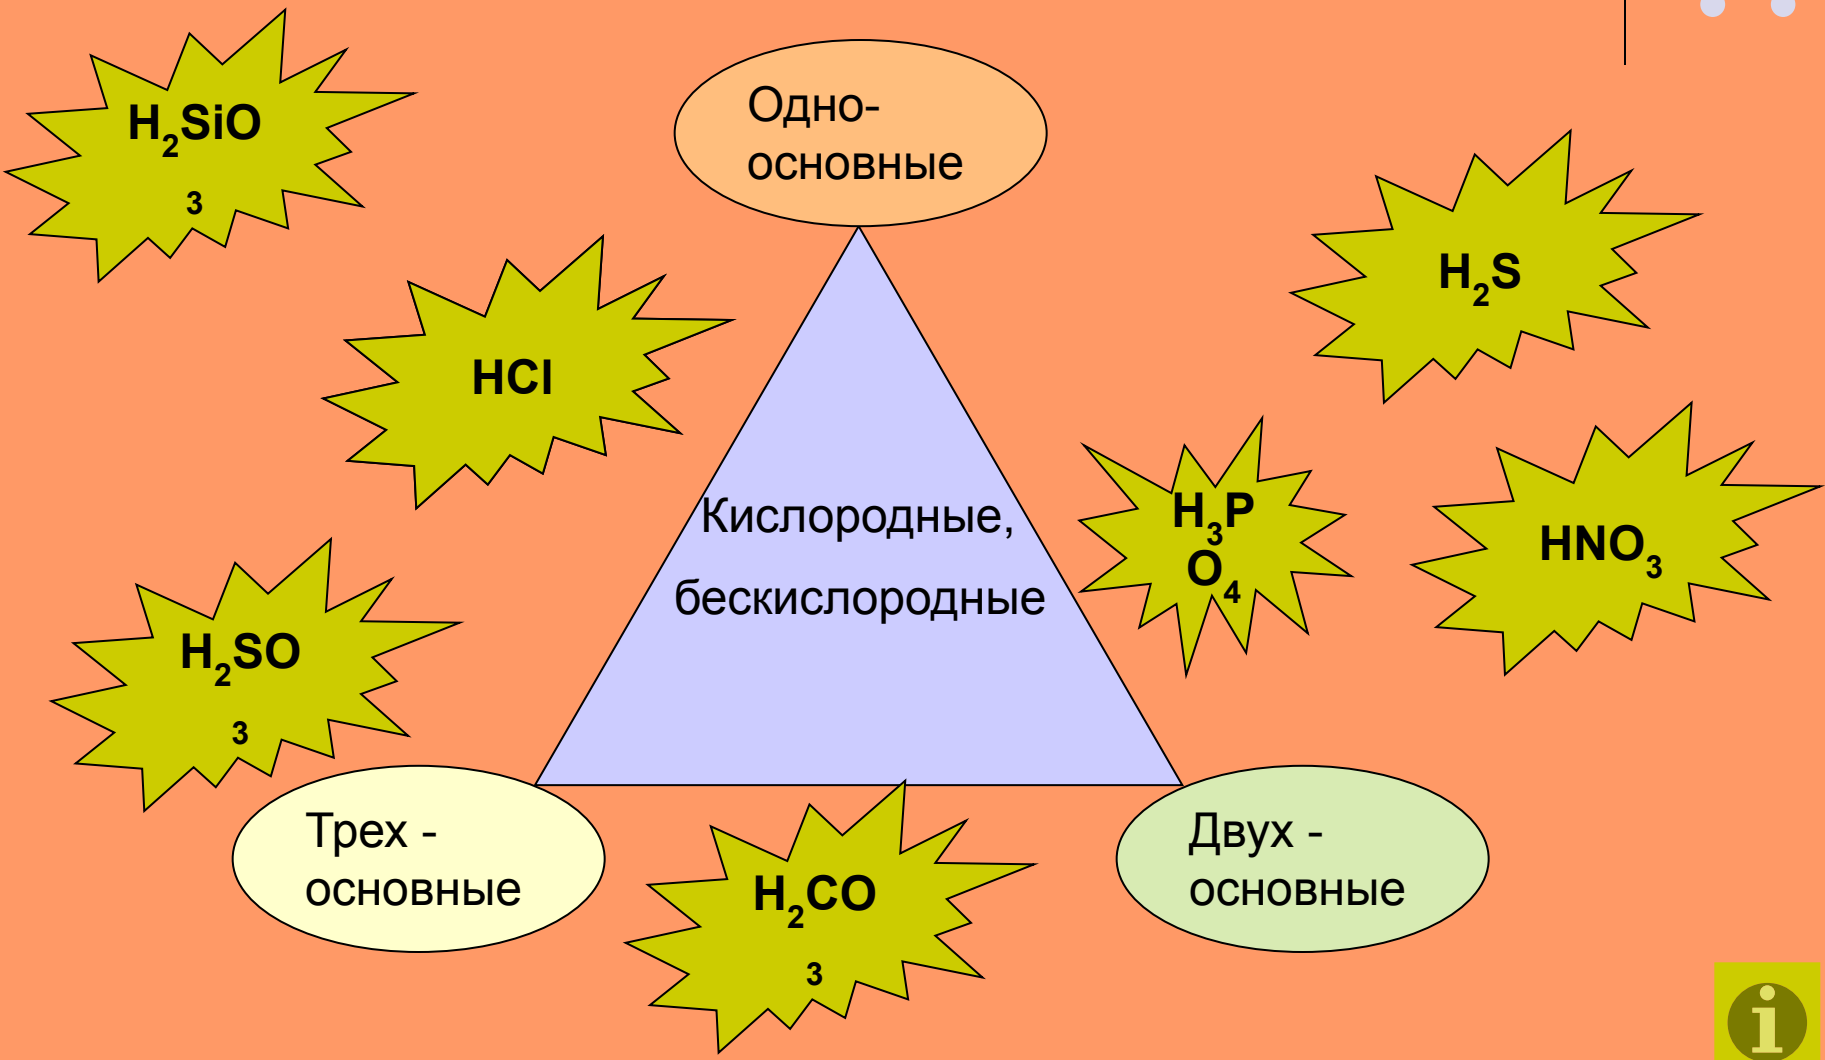 H₂SiO
3
Одно-
основные
H₂S
HCl
Кислородные,
бескислородные
H₃P
O₄
HNO₃
H₂SO
3
Трех -
основные
H₂CO
3
Двух -
основные
i